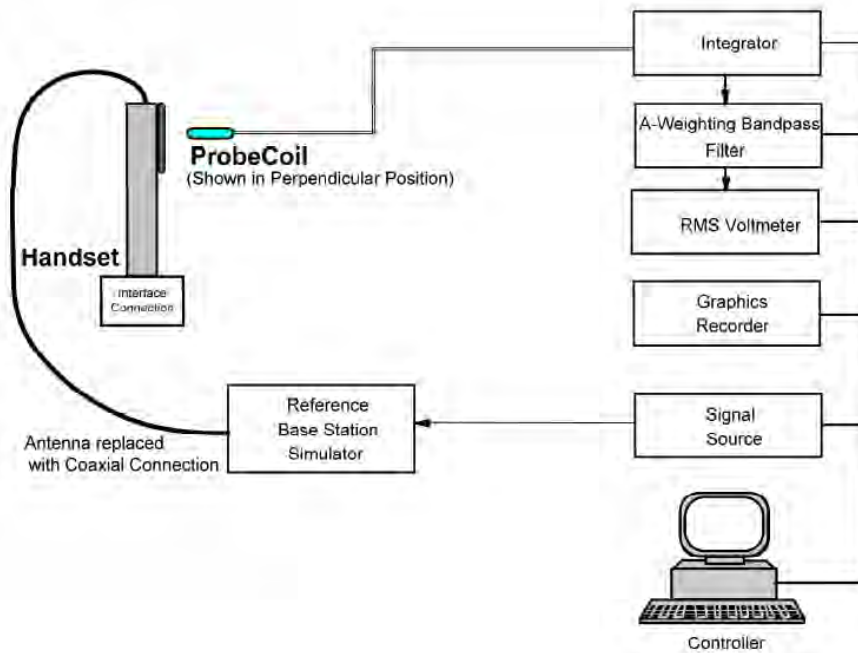 Integrator
A-Weighting Bandpass
Filter
ProbeCoil
(Shown in Perpendicular Position)
RMS Voltmeter
Handset
Interface
Connection
Graphics
Recorder
Reference
Base Station
Simulator
Signal
Source
Antenna replaced
with Coaxial Connection
Controller